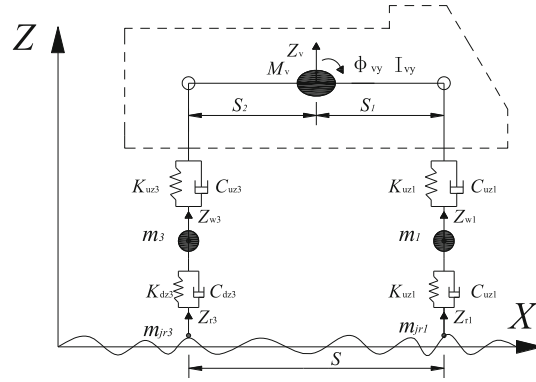 Z
Z_v
M_v
Φ_vy I_vy
S_2
S_1
K_uz3
C_uz3
K_uz1
C_uz1
Z_w3
Z_w1
m_3
m_1
K_dz3
C_dz3
K_uz1
C_uz1
Z_r3
Z_r1
m_jr3
m_jr1
X
S